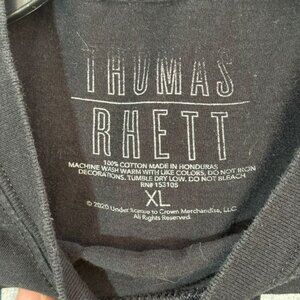 THOMAS
RHETT
100% COTTON MADE IN HONDURAS
MACHINE WASH WARM WITH LIKE COLORS, DO NOT IRON
DECORATIONS, TUMBLE DRY LOW, DO NOT BLEACH
RN# 153105
XL
© 2020 Under License to Crown Merchandise, LLC
All Rights Reserved